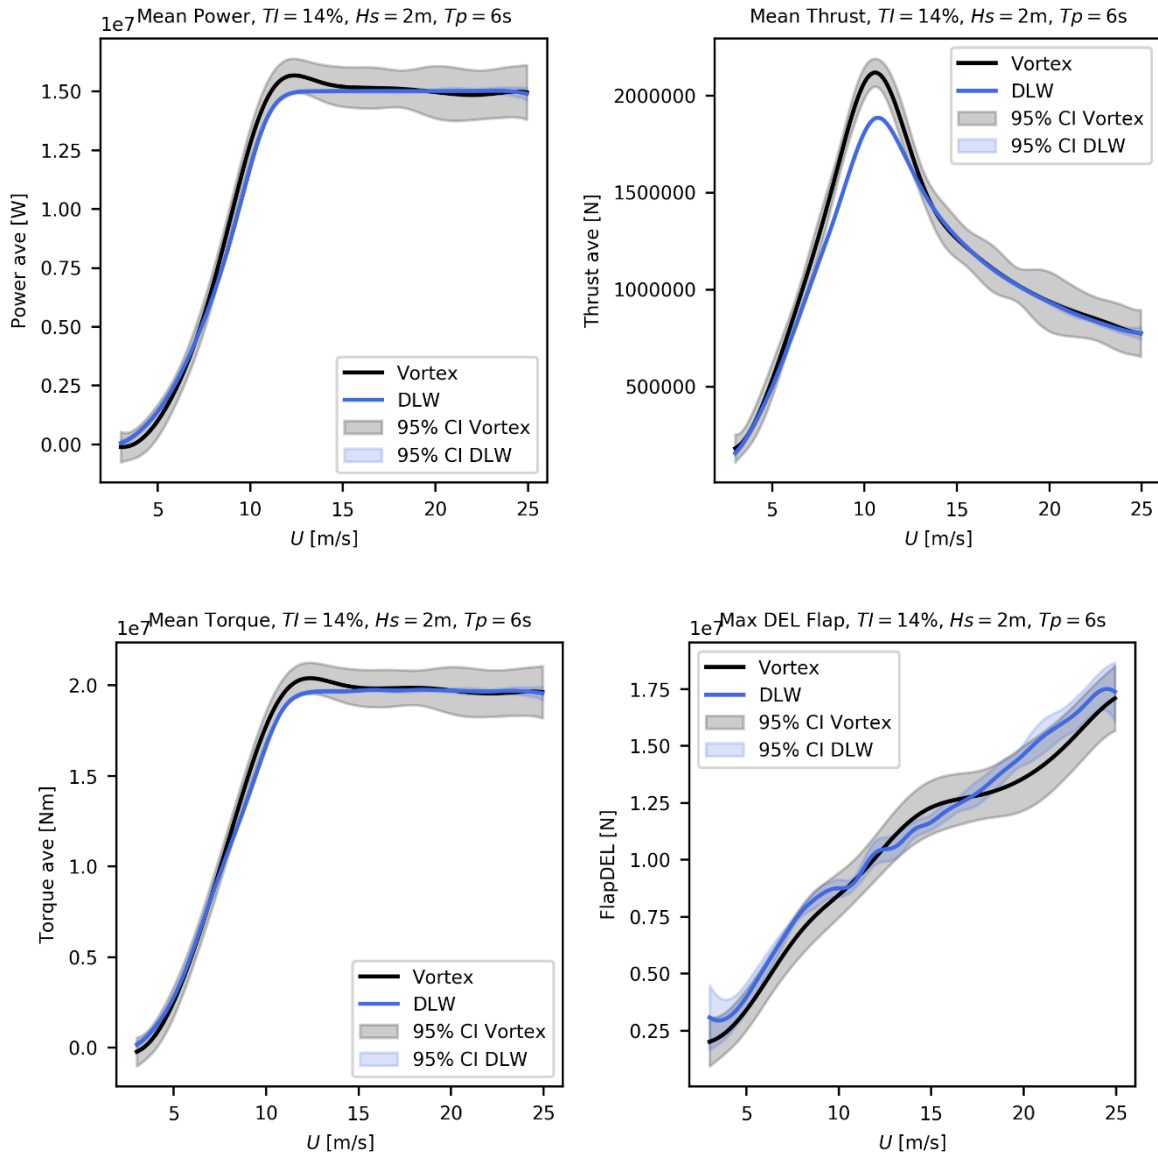 1e7 Mean Power, TI = 14%, Hs = 2m, Tp = 6s
1.50
1.25
1.00
0.75
0.50
0.25
0.00
Power ave [W]
Vortex
DLW
95% CI Vortex
95% CI DLW
5 10 15 20 25
U [m/s]
Mean Thrust, TI = 14%, Hs = 2m, Tp = 6s
2000000
1500000
1000000
500000
Thrust ave [N]
Vortex
DLW
95% CI Vortex
95% CI DLW
5 10 15 20 25
U [m/s]
1e7 Mean Torque, TI = 14%, Hs = 2m, Tp = 6s
2.0
1.5
1.0
0.5
0.0
Torque ave [Nm]
Vortex
DLW
95% CI Vortex
95% CI DLW
5 10 15 20 25
U [m/s]
1e7 Max DEL Flap, TI = 14%, Hs = 2m, Tp = 6s
1.75
1.50
1.25
1.00
0.75
0.50
0.25
FlapDEL [N]
Vortex
DLW
95% CI Vortex
95% CI DLW
5 10 15 20 25
U [m/s]